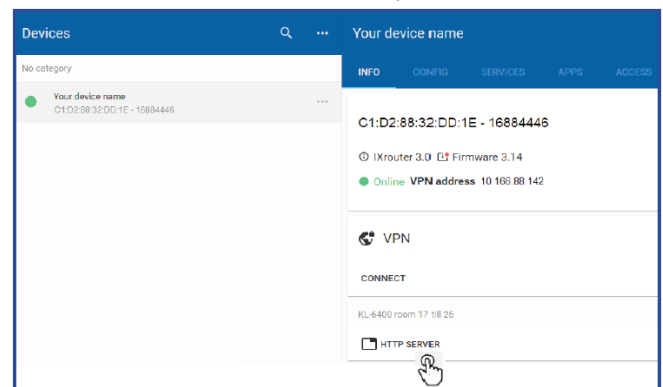 Devices
No category
Your device name
C1:D2:88:32:DD:1E - 16884446
Your device name
INFO CONFIG SERVICES APPS ACCESS
C1:D2:88:32:DD:1E - 16884446
IXrouter 3.0 Firmware 3.14
Online VPN address 10.166.88.142
VPN
CONNECT
KL-6400 room 17 till 26
HTTP SERVER